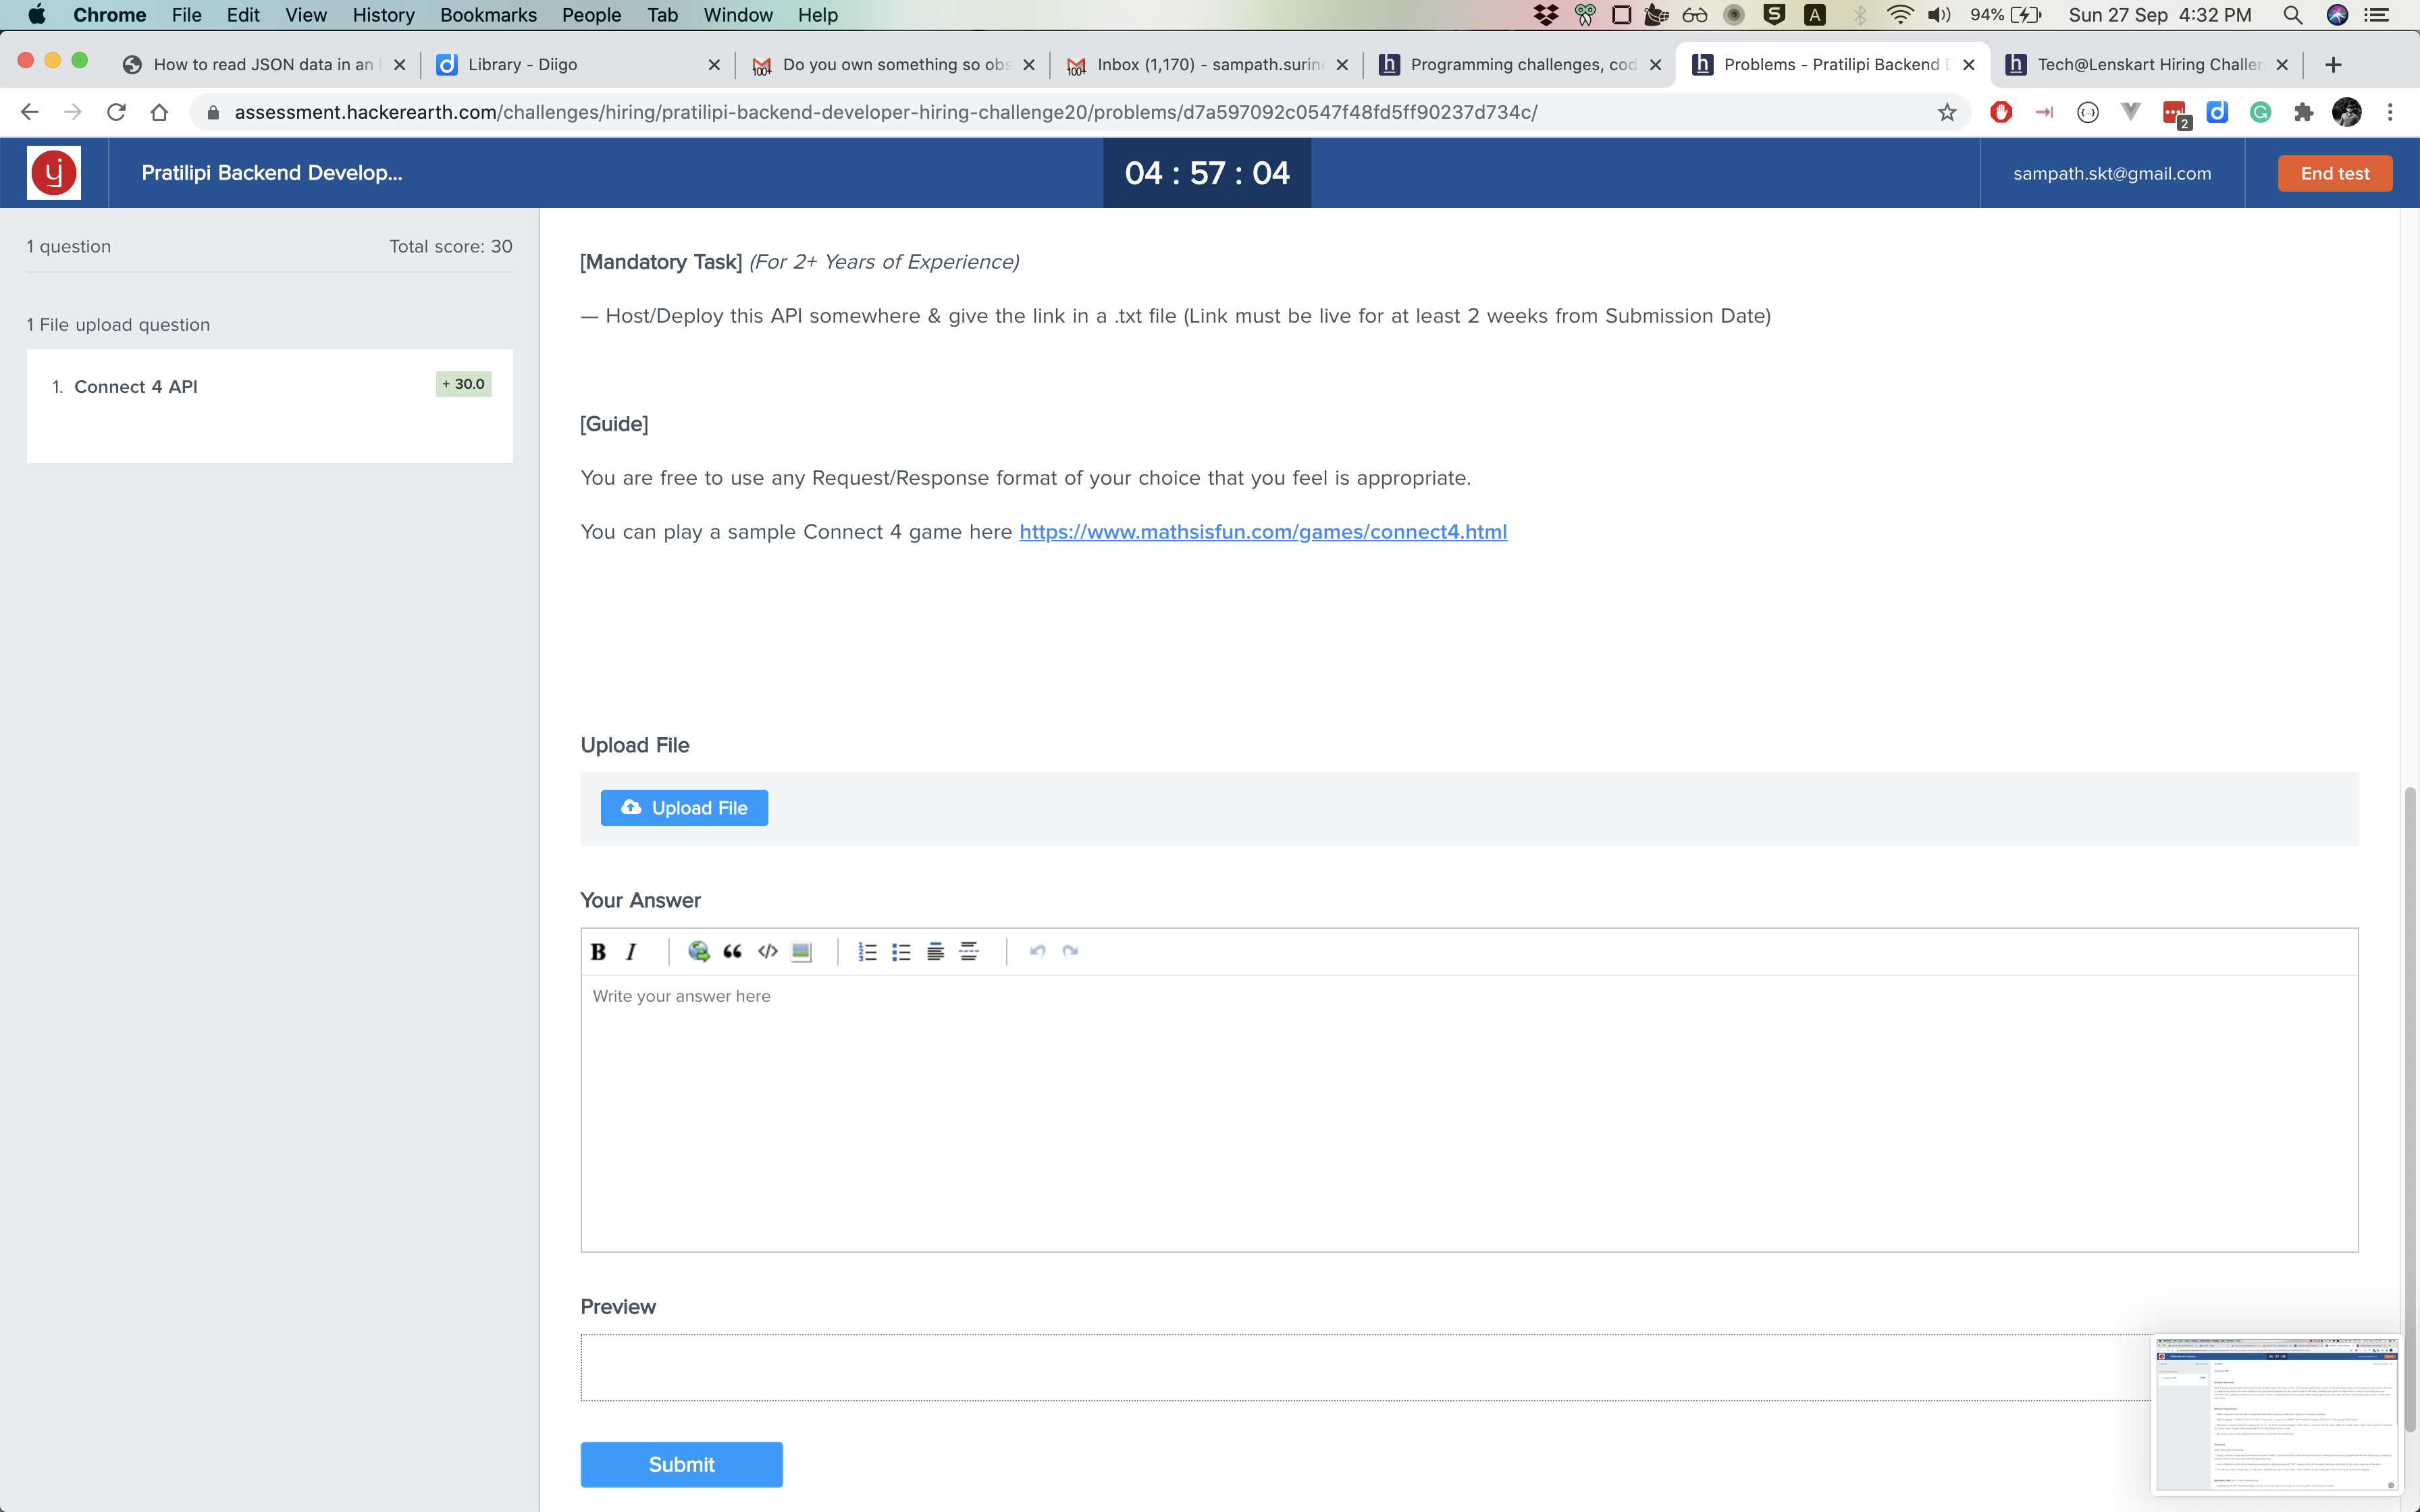 Chrome File Edit View History Bookmarks People Tab Window Help
94% Sun 27 Sep 4:32 PM
How to read JSON data in an
Library - Diigo
Do you own something so obs
Inbox (1,170) - sampath.surine
Programming challenges, cod
Problems - Pratilipi Backend D
Tech@Lenskart Hiring Challen
assessment.hackerearth.com/challenges/hiring/pratilipi-backend-developer-hiring-challenge20/problems/d7a597092c0547f48fd5ff90237d734c/
2
Pratilipi Backend Develop...
04 : 57 : 04
sampath.skt@gmail.com
End test
1 question
Total score: 30
1 File upload question
1. Connect 4 API
+ 30.0
[Mandatory Task] (For 2+ Years of Experience)
— Host/Deploy this API somewhere & give the link in a .txt file (Link must be live for at least 2 weeks from Submission Date)
[Guide]
You are free to use any Request/Response format of your choice that you feel is appropriate.
You can play a sample Connect 4 game here https://www.mathsisfun.com/games/connect4.html
Upload File
Upload File
Your Answer
B I
Write your answer here
Preview
Submit